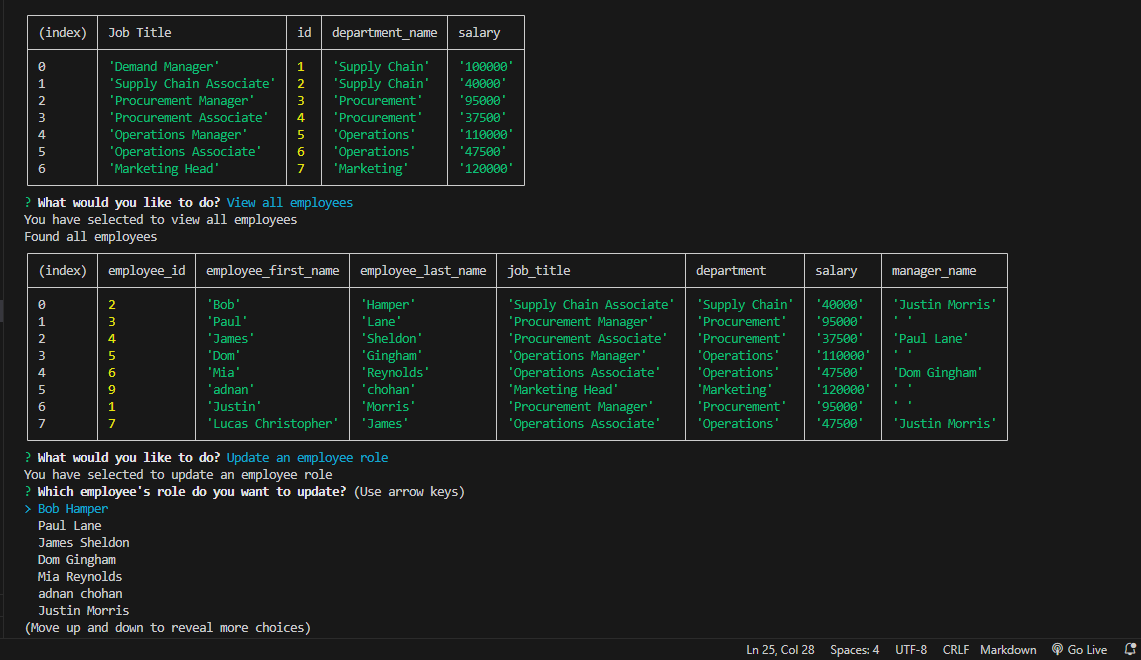 (index) Job Title id department_name salary
0 'Demand Manager' 1 'Supply Chain' '100000'
1 'Supply Chain Associate' 2 'Supply Chain' '40000'
2 'Procurement Manager' 3 'Procurement' '95000'
3 'Procurement Associate' 4 'Procurement' '37500'
4 'Operations Manager' 5 'Operations' '110000'
5 'Operations Associate' 6 'Operations' '47500'
6 'Marketing Head' 7 'Marketing' '120000'
? What would you like to do? View all employees
You have selected to view all employees
Found all employees
(index) employee_id employee_first_name employee_last_name job_title department salary manager_name
0 2 'Bob' 'Hamper' 'Supply Chain Associate' 'Supply Chain' '40000' 'Justin Morris'
1 3 'Paul' 'Lane' 'Procurement Manager' 'Procurement' '95000' ' '
2 4 'James' 'Sheldon' 'Procurement Associate' 'Procurement' '37500' 'Paul Lane'
3 5 'Dom' 'Gingham' 'Operations Manager' 'Operations' '110000' ' '
4 6 'Mia' 'Reynolds' 'Operations Associate' 'Operations' '47500' 'Dom Gingham'
5 9 'adnan' 'chohan' 'Marketing Head' 'Marketing' '120000' ' '
6 1 'Justin' 'Morris' 'Procurement Manager' 'Procurement' '95000' ' '
7 7 'Lucas Christopher' 'James' 'Operations Associate' 'Operations' '47500' 'Justin Morris'
? What would you like to do? Update an employee role
You have selected to update an employee role
? Which employee's role do you want to update? (Use arrow keys)
> Bob Hamper
Paul Lane
James Sheldon
Dom Gingham
Mia Reynolds
adnan chohan
Justin Morris
(Move up and down to reveal more choices)
Ln 25, Col 28 Spaces: 4 UTF-8 CRLF Markdown Go Live